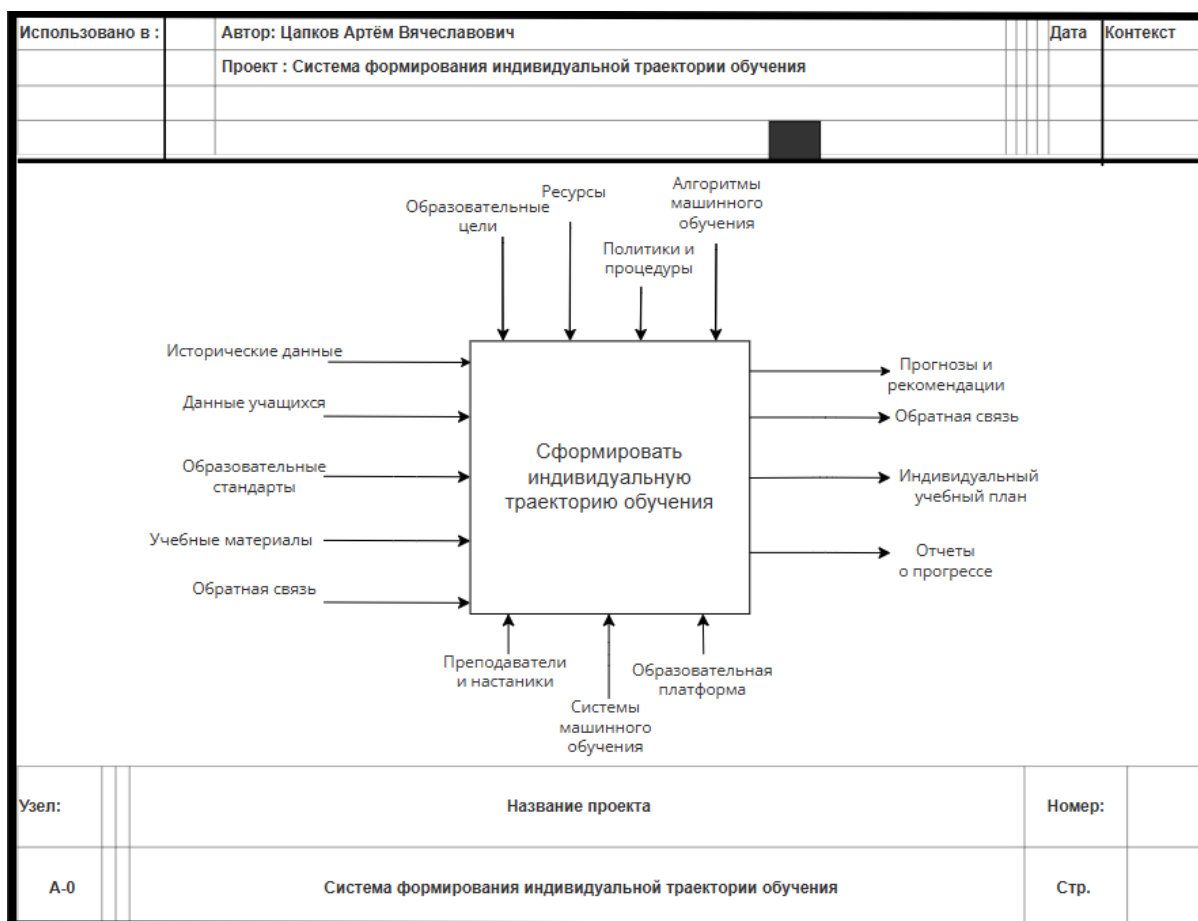 Использовано в : Автор: Цапков Артём Вячеславович Дата Контекст
Проект : Система формирования индивидуальной траектории обучения
Образовательные
цели
Ресурсы
Политики и
процедуры
Алгоритмы
машинного
обучения
Исторические данные
Данные учащихся
Образовательные
стандарты
Учебные материалы
Обратная связь
Сформировать
индивидуальную
траекторию обучения
Прогнозы и
рекомендации
Обратная связь
Индивидуальный
учебный план
Отчеты
о прогрессе
Преподаватели
и настаники
Системы
машинного
обучения
Образовательная
платформа
Узел: Название проекта Номер:
A-0 Система формирования индивидуальной траектории обучения Стр.